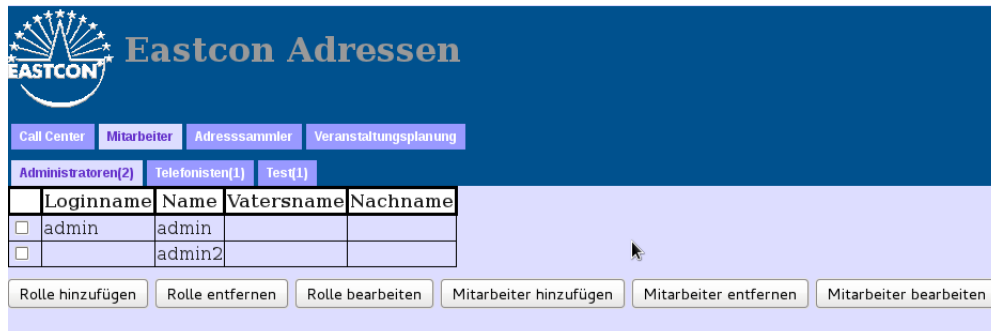 EASTCON
Eastcon Adressen
Call Center Mitarbeiter Adresssammler Veranstaltungsplanung
Administratoren(2) Telefonisten(1) Test(1)
Loginname Name Vatersname Nachname
admin admin
admin2
Rolle hinzufügen Rolle entfernen Rolle bearbeiten Mitarbeiter hinzufügen Mitarbeiter entfernen Mitarbeiter bearbeiten